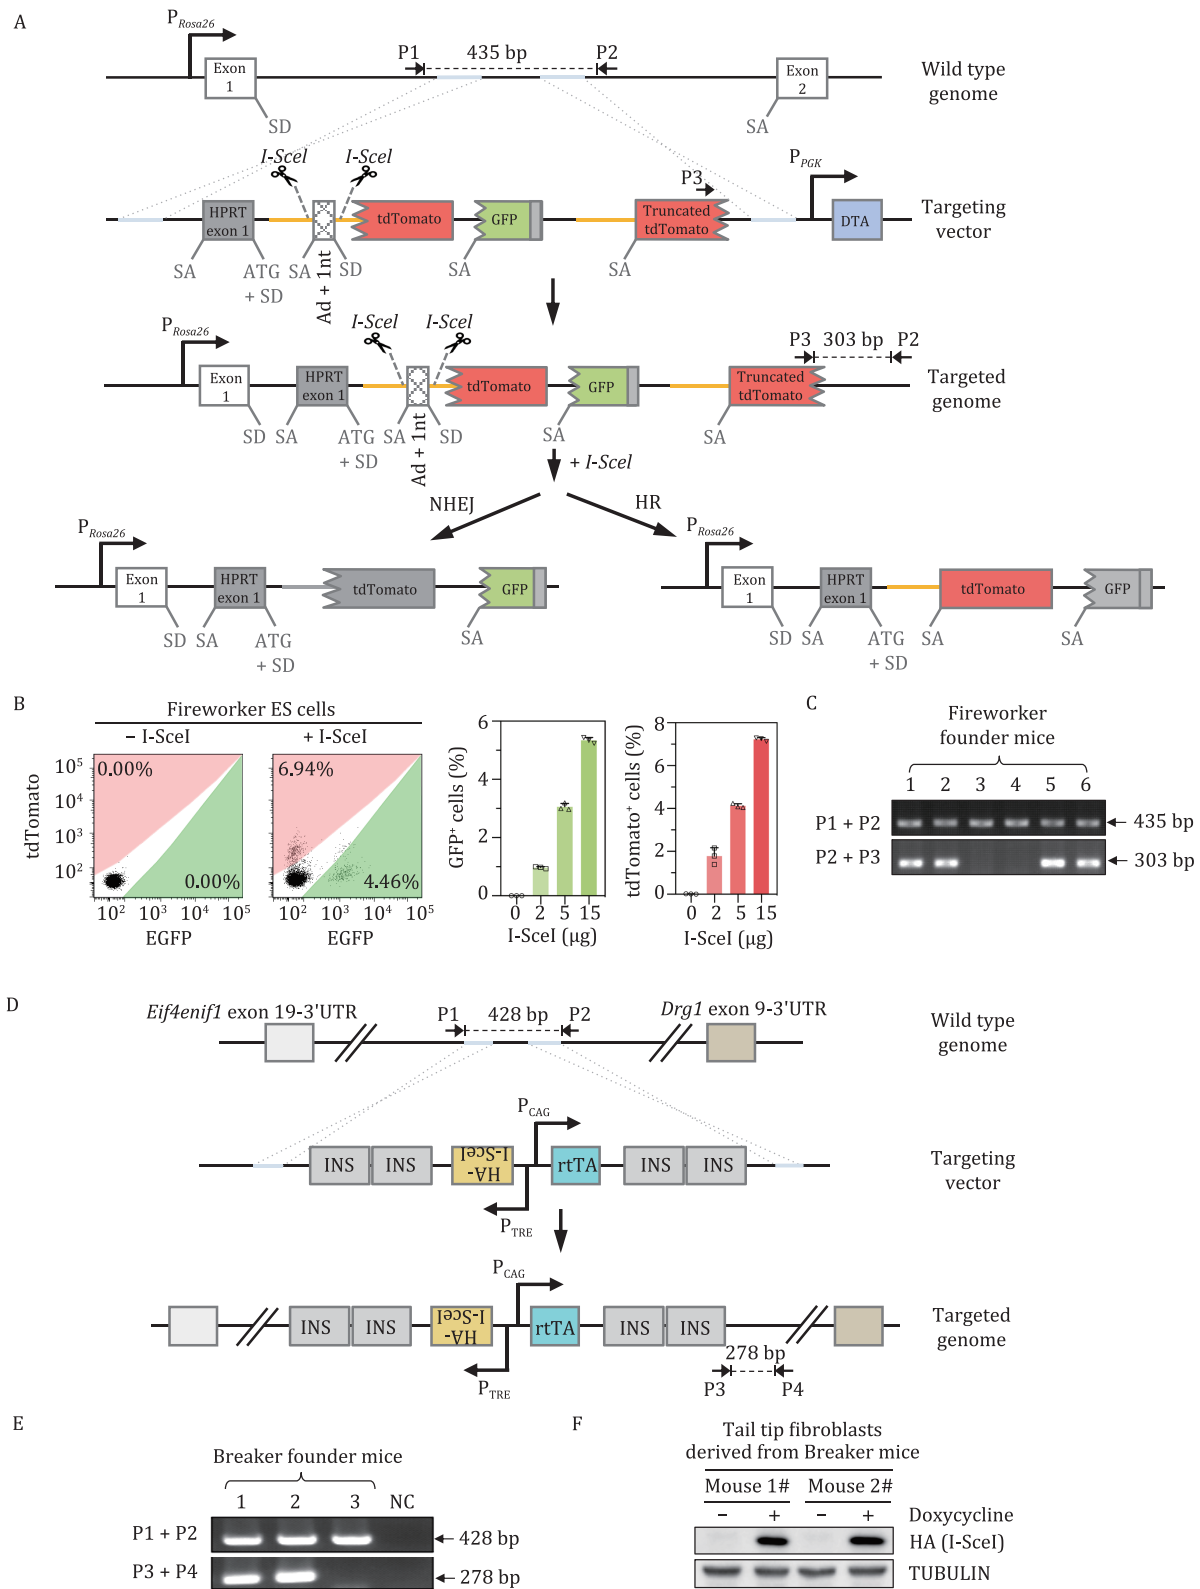 A
P Rosa26
P1 435 bp P2
Exon 1
Exon 2
SD
SA
Wild type genome
I-SceI I-SceI
P3
P PGK
HPRT exon 1
tdTomato
GFP
Truncated tdTomato
DTA
Targeting vector
SA
ATG + SD
SA
Ad + 1nt
SD
SA
SA
I-SceI I-SceI
P Rosa26
P3 303 bp P2
Exon 1
HPRT exon 1
tdTomato
GFP
Truncated tdTomato
Targeted genome
SD
SA
ATG + SD
SA
Ad + 1nt
SD
SA
SA
+ I-SceI
NHEJ
HR
P Rosa26
P Rosa26
Exon 1
HPRT exon 1
tdTomato
GFP
Exon 1
HPRT exon 1
tdTomato
GFP
SD
SA
ATG + SD
SA
SD
SA
ATG + SD
SA
SA
B
Fireworker ES cells
– I-SceI
+ I-SceI
tdTomato
10^5
10^4
10^3
10^2
0.00%
0.00%
6.94%
4.46%
10^2 10^3 10^4 10^5
10^2 10^3 10^4 10^5
EGFP
EGFP
GFP+ cells (%)
6
4
2
0
0 2 5 15
I-SceI (μg)
tdTomato+ cells (%)
8
6
4
2
0
0 2 5 15
I-SceI (μg)
C
Fireworker founder mice
1 2 3 4 5 6
P1 + P2
435 bp
P2 + P3
303 bp
D
Eif4enif1 exon 19-3'UTR
P1 428 bp P2
Drg1 exon 9-3'UTR
Wild type genome
P CAG
INS INS
HA-I-SceI
rtTA
INS INS
Targeting vector
P TRE
P CAG
INS INS
HA-I-SceI
rtTA
INS INS
Targeted genome
P TRE
278 bp
P3 P4
E
Breaker founder mice
1 2 3 NC
P1 + P2
428 bp
P3 + P4
278 bp
F
Tail tip fibroblasts
derived from Breaker mice
Mouse 1# Mouse 2#
– + – + Doxycycline
HA (I-SceI)
TUBULIN